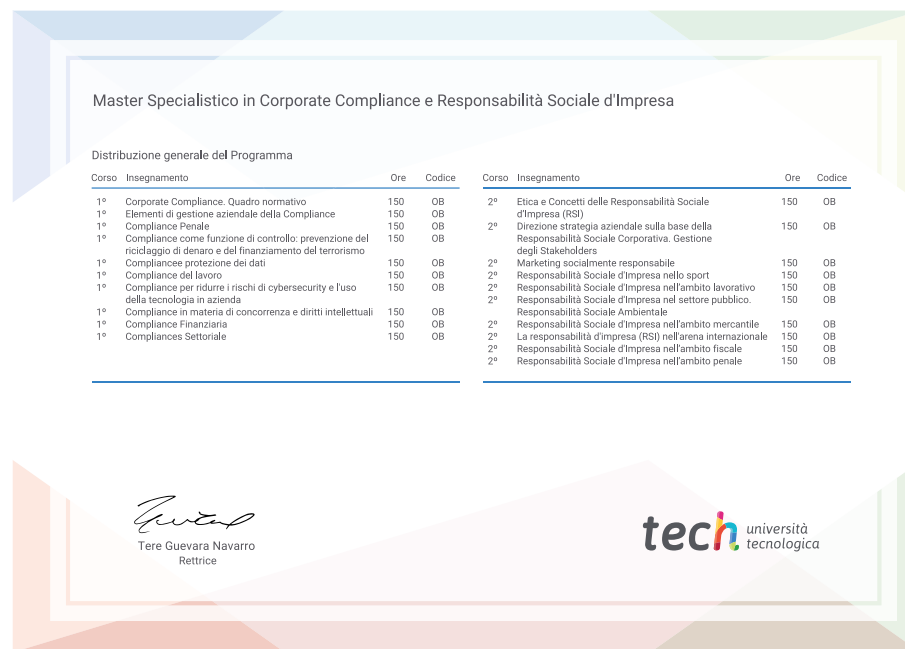 Master Specialistico in Corporate Compliance e Responsabilità Sociale d'Impresa
Distribuzione generale del Programma
Corso Insegnamento Ore Codice
1º Corporate Compliance. Quadro normativo 150 OB
1º Elementi di gestione aziendale della Compliance 150 OB
1º Compliance Penale 150 OB
1º Compliance come funzione di controllo: prevenzione del 150 OB
riciclaggio di denaro e del finanziamento del terrorismo
1º Compliancee protezione dei dati 150 OB
1º Compliance del lavoro 150 OB
1º Compliance per ridurre i rischi di cybersecurity e l'uso 150 OB
della tecnologia in azienda
1º Compliance in materia di concorrenza e diritti intellettuali 150 OB
1º Compliance Finanziaria 150 OB
1º Compliances Settoriale 150 OB
Corso Insegnamento Ore Codice
2º Etica e Concetti delle Responsabilità Sociale 150 OB
d'Impresa (RSI)
2º Direzione strategia aziendale sulla base della 150 OB
Responsabilità Sociale Corporativa. Gestione
degli Stakeholders
2º Marketing socialmente responsabile 150 OB
2º Responsabilità Sociale d'Impresa nello sport 150 OB
2º Responsabilità Sociale d'Impresa nell'ambito lavorativo 150 OB
2º Responsabilità Sociale d'Impresa nel settore pubblico. 150 OB
Responsabilità Sociale Ambientale
2º Responsabilità Sociale d'Impresa nell'ambito mercantile 150 OB
2º La responsabilità d'impresa (RSI) nell'arena internazionale 150 OB
2º Responsabilità Sociale d'Impresa nell'ambito fiscale 150 OB
2º Responsabilità Sociale d'Impresa nell'ambito penale 150 OB
Tere Guevara Navarro
Rettrice
tech università
tecnologica